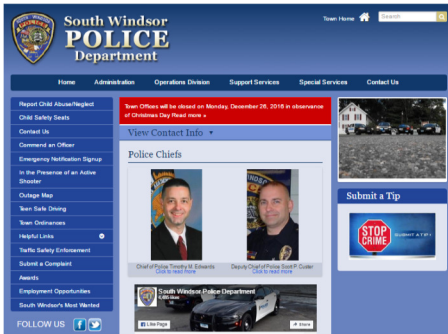 South Windsor
POLICE
Department
Town Home
Search
Home
Administration
Operations Division
Support Services
Special Services
Contact Us
Report Child Abuse/Neglect
Child Safety Seats
Contact Us
Commend an Officer
Emergency Notification Signup
In the Presence of an Active
Shooter
Outage Map
Teen Safe Driving
Town Ordinances
Helpful Links
Traffic Safety Enforcement
Submit a Complaint
Awards
Employment Opportunities
South Windsor's Most Wanted
FOLLOW US
Town Offices will be closed on Monday, December 26, 2016 in observance
of Christmas Day Read more »
View Contact Info
Police Chiefs
Chief of Police Timothy M. Edwards
Click to read more
Deputy Chief of Police Scott P. Custer
Click to read more
South Windsor Police Department
Like Page
Share
Submit a Tip
STOP
CRIME
SUBMIT A TIP!